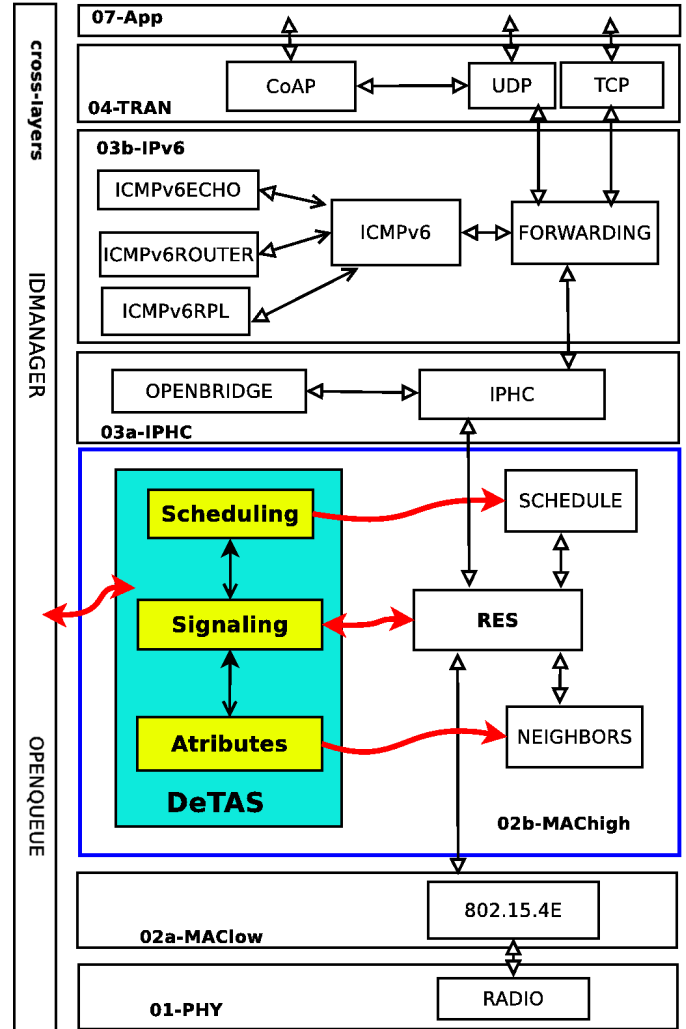 07-App
cross-layers
CoAP
UDP
TCP
04-TRAN
03b-IPv6
ICMPv6ECHO
ICMPv6
FORWARDING
ICMPv6ROUTER
ICMPv6RPL
IDMANAGER
OPENBRIDGE
IPHC
03a-IPHC
Scheduling
SCHEDULE
Signaling
RES
Atributes
NEIGHBORS
DeTAS
02b-MAChigh
OPENQUEUE
802.15.4E
02a-MAClow
RADIO
01-PHY